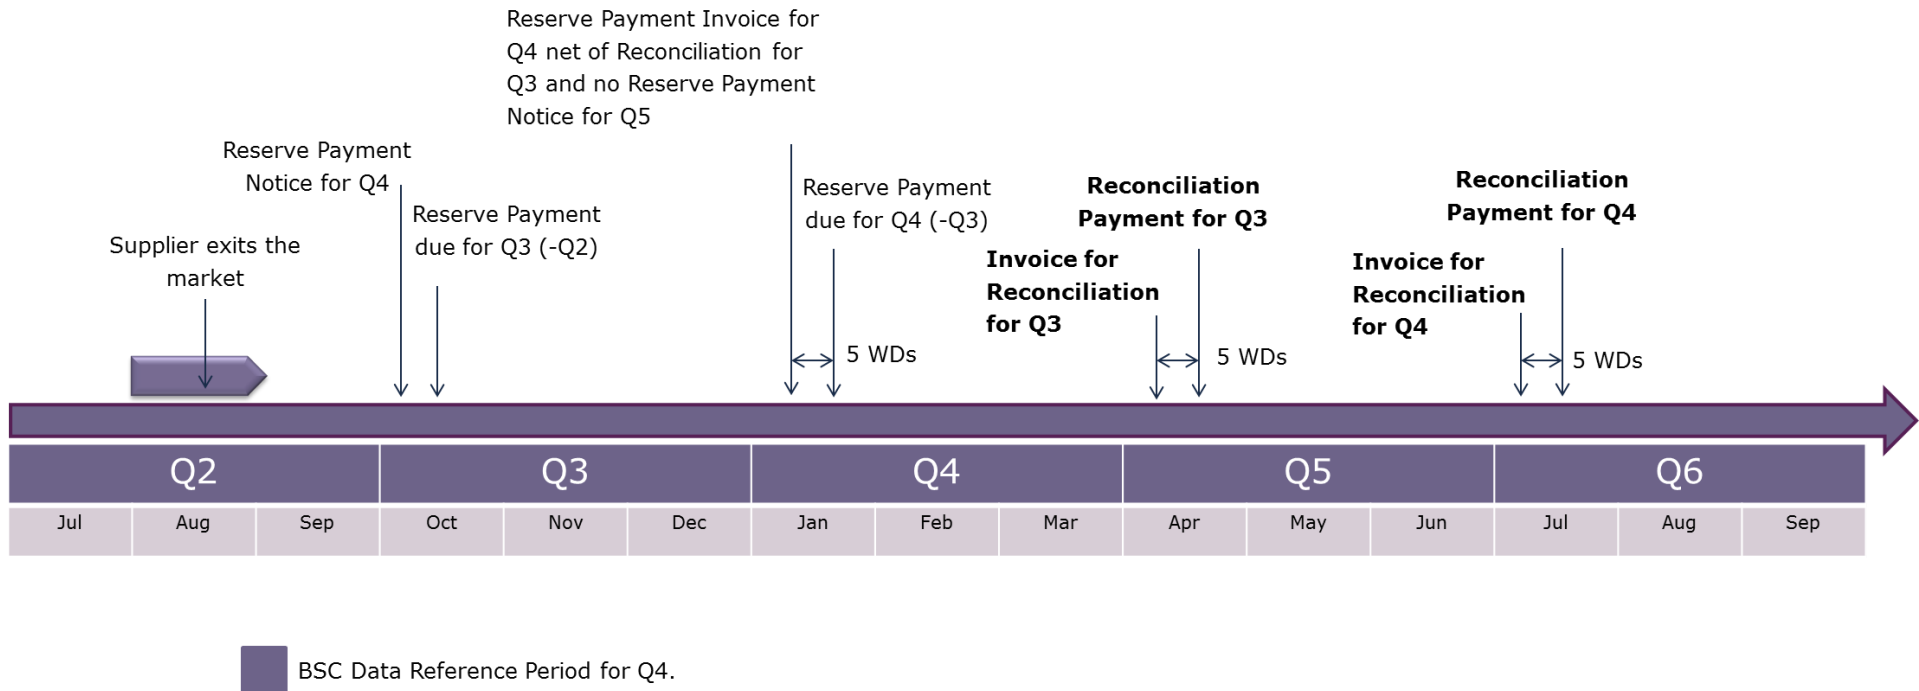 Reserve Payment Invoice for
Q4 net of Reconciliation for
Q3 and no Reserve Payment
Notice for Q5
Reserve Payment
Notice for Q4
Reserve Payment
due for Q3 (-Q2)
Supplier exits the
market
Reserve Payment
due for Q4 (-Q3)
5 WDs
Reconciliation
Payment for Q3
Invoice for
Reconciliation
for Q3
5 WDs
Reconciliation
Payment for Q4
Invoice for
Reconciliation
for Q4
5 WDs
Q2 Q3 Q4 Q5 Q6
Jul Aug Sep Oct Nov Dec Jan Feb Mar Apr May Jun Jul Aug Sep
BSC Data Reference Period for Q4.